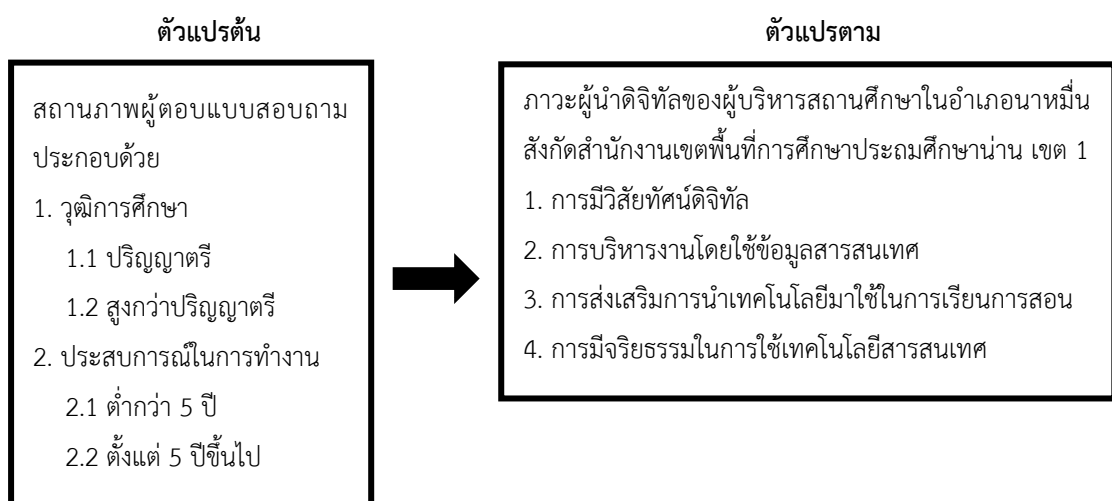 ตัวแปรต้น
สถานภาพผู้ตอบแบบสอบถาม
ประกอบด้วย
1. วุฒิการศึกษา
1.1 ปริญญาตรี
1.2 สูงกว่าปริญญาตรี
2. ประสบการณ์ในการทำงาน
2.1 ต่ำกว่า 5 ปี
2.2 ตั้งแต่ 5 ปีขึ้นไป
ตัวแปรตาม
ภาวะผู้นำดิจิทัลของผู้บริหารสถานศึกษาในอำเภอนาหมื่น
สังกัดสำนักงานเขตพื้นที่การศึกษาประถมศึกษาน่าน เขต 1
1. การมีวิสัยทัศน์ดิจิทัล
2. การบริหารงานโดยใช้ข้อมูลสารสนเทศ
3. การส่งเสริมการนำเทคโนโลยีมาใช้ในการเรียนการสอน
4. การมีจริยธรรมในการใช้เทคโนโลยีสารสนเทศ